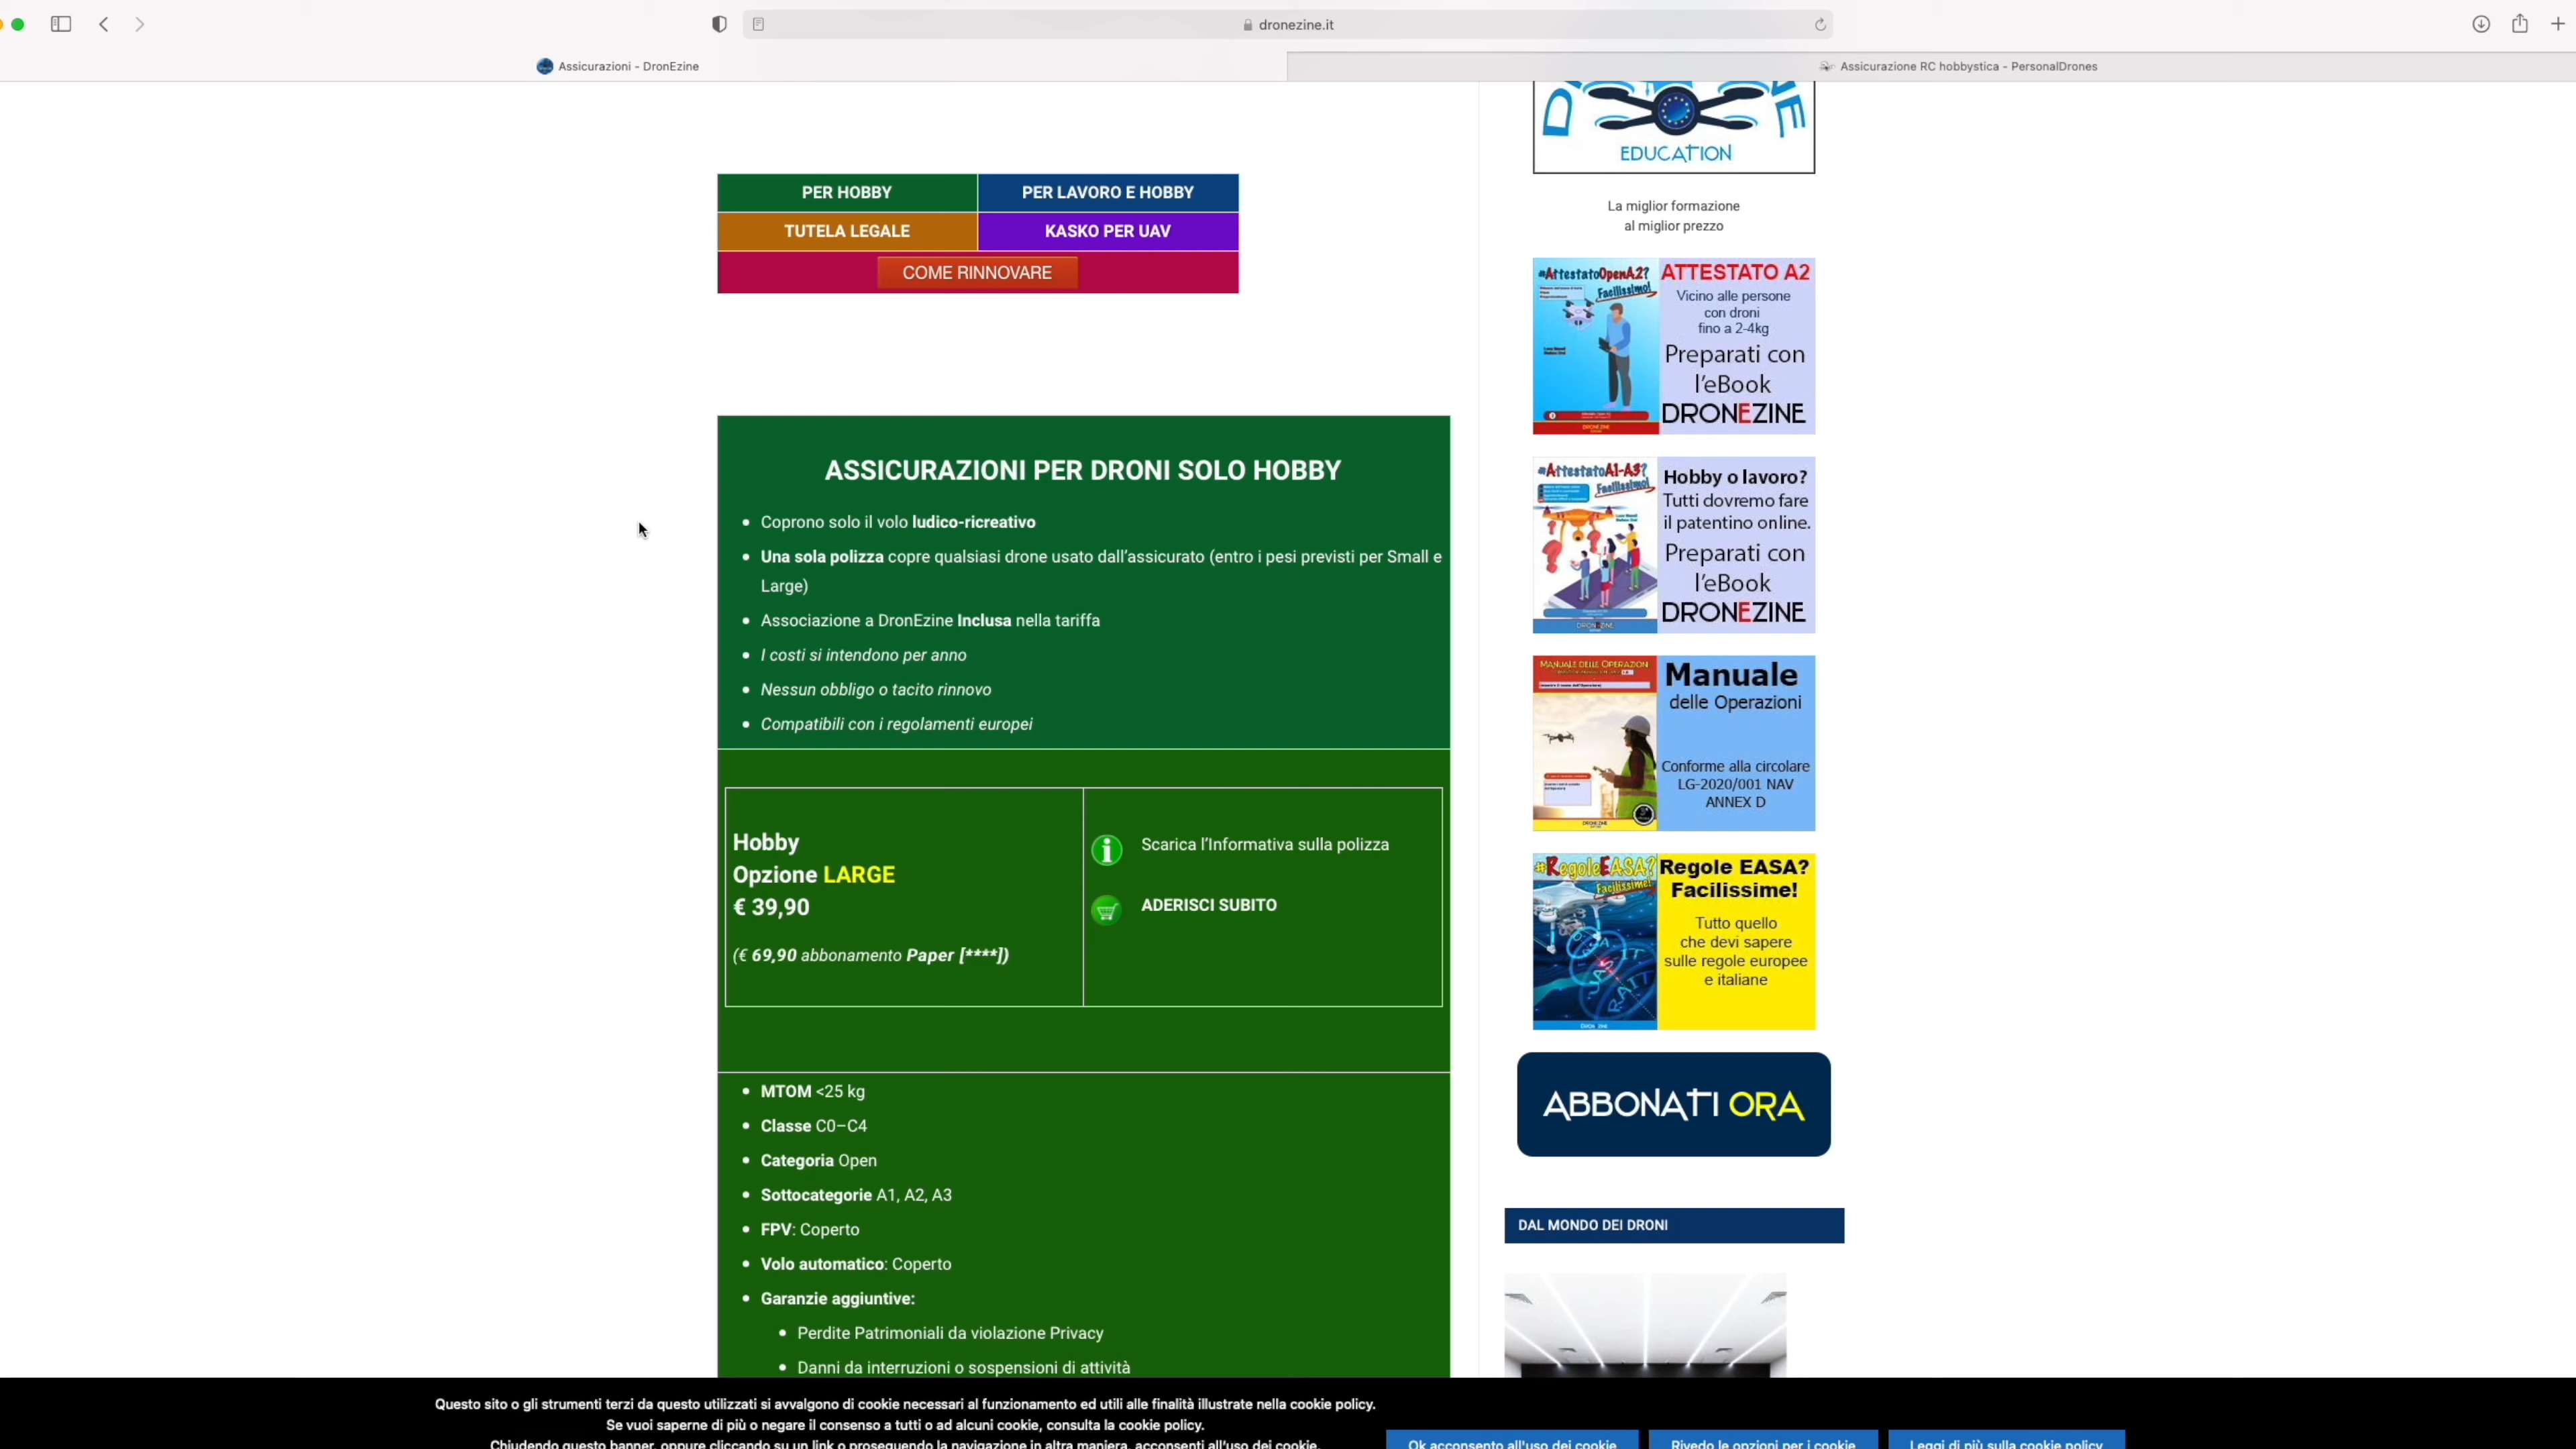 dronezine.it
Assicurazioni - DronEzine
Assicurazione RC hobbystica - PersonalDrones
PER HOBBY
PER LAVORO E HOBBY
TUTELA LEGALE
KASKO PER UAV
COME RINNOVARE
ASSICURAZIONI PER DRONI SOLO HOBBY
Coprono solo il volo ludico-ricreativo
Una sola polizza copre qualsiasi drone usato dall'assicurato (entro i pesi previsti per Small e
Large)
Associazione a DronEzine Inclusa nella tariffa
I costi si intendono per anno
Nessun obbligo o tacito rinnovo
Compatibili con i regolamenti europei
Hobby
Opzione LARGE
€ 39,90
(€ 69,90 abbonamento Paper [****])
Scarica l'Informativa sulla polizza
ADERISCI SUBITO
MTOM <25 kg
Classe C0–C4
Categoria Open
Sottocategorie A1, A2, A3
FPV: Coperto
Volo automatico: Coperto
Garanzie aggiuntive:
Perdite Patrimoniali da violazione Privacy
Danni da interruzioni o sospensioni di attività
EDUCATION
La miglior formazione
al miglior prezzo
#AttestatoOpenA2?
Facilissimo!
ATTESTATO A2
Vicino alle persone
con droni
fino a 2-4kg
Preparati con
l'eBook
DRONEZINE
#AttestatoA1-A3?
Facilissimo!
Hobby o lavoro?
Tutti dovremo fare
il patentino online.
Preparati con
l'eBook
DRONEZINE
MANUALE DELLE OPERAZIONI
Manuale
delle Operazioni
Conforme alla circolare
LG-2020/001 NAV
ANNEX D
#RegoleEASA?
Facilissime!
Regole EASA?
Facilissime!
Tutto quello
che devi sapere
sulle regole europee
e italiane
ABBONATI ORA
DAL MONDO DEI DRONI
Questo sito o gli strumenti terzi da questo utilizzati si avvalgono di cookie necessari al funzionamento ed utili alle finalità illustrate nella cookie policy.
Se vuoi saperne di più o negare il consenso a tutti o ad alcuni cookie, consulta la cookie policy.
Chiudendo questo banner, oppure cliccando su un link o proseguendo la navigazione in altra maniera, acconsenti all'uso dei cookie.
Ok acconsento all'uso dei cookie
Rivedo le opzioni per i cookie
Leggi di più sulla cookie policy